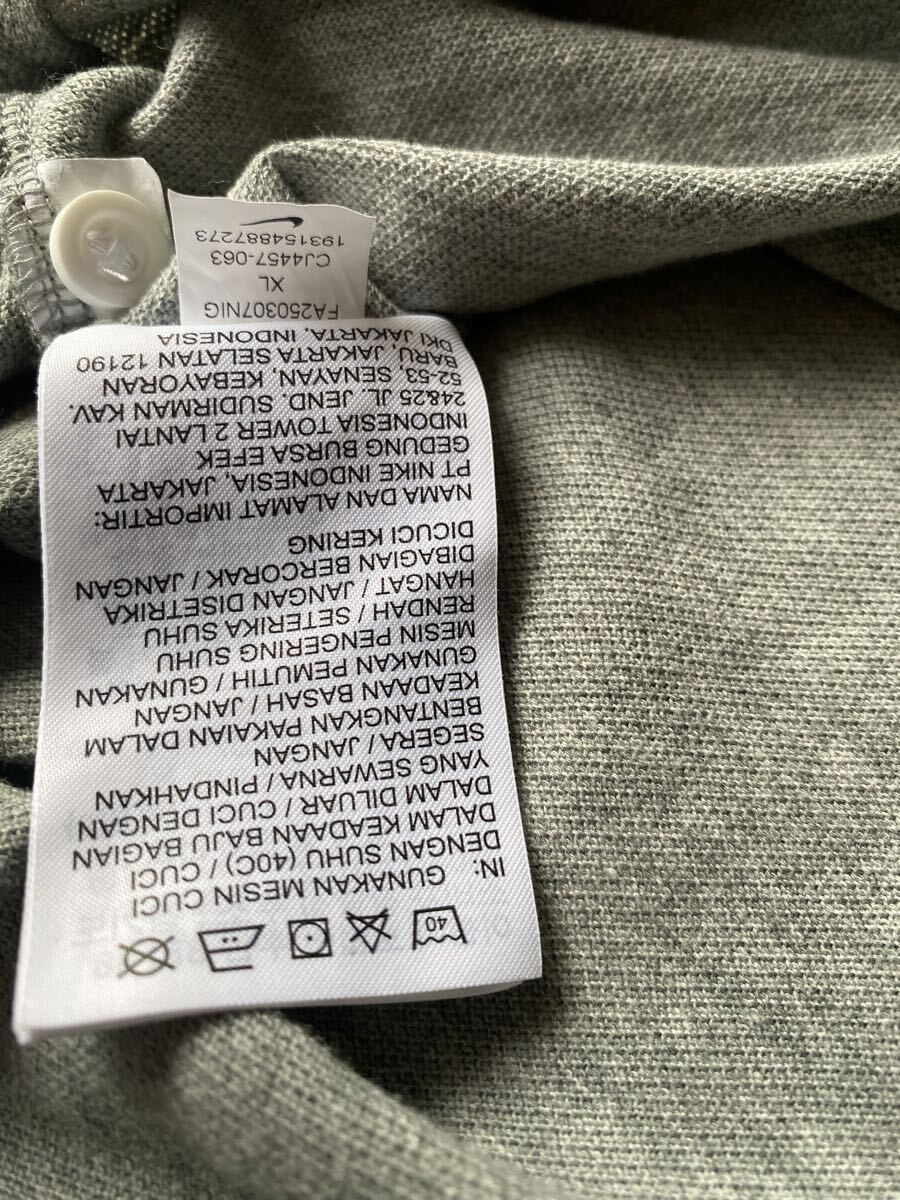 40
IN: GUNAKAN MESIN CUCI
DENGAN SUHU (40C) / CUCI
DALAM KEADAAN BAJU BAGIAN
DALAM DILUAR / CUCI DENGAN
YANG SEWARNA / PINDAHKAN
SEGERA / JANGAN
BENTANGKAN PAKAIAN DALAM
KEADAAN BASAH / JANGAN
GUNAKAN PEMUTIH / GUNAKAN
MESIN PENGERING SUHU
RENDAH / SETERIKA SUHU
HANGAT / JANGAN DISETRIKA
DIBAGIAN BERCORAK / JANGAN
DICUCI KERING
NAMA DAN ALAMAT IMPORTIR:
PT NIKE INDONESIA, JAKARTA
GEDUNG BURSA EFEK
INDONESIA TOWER 2 LANTAI
24&25 JL. JEND. SUDIRMAN KAV.
52-53, SENAYAN, KEBAYORAN
BARU, JAKARTA SELATAN 12190
DKI JAKARTA, INDONESIA
FA250307NIG
XL
CJ4457-063
193154887273